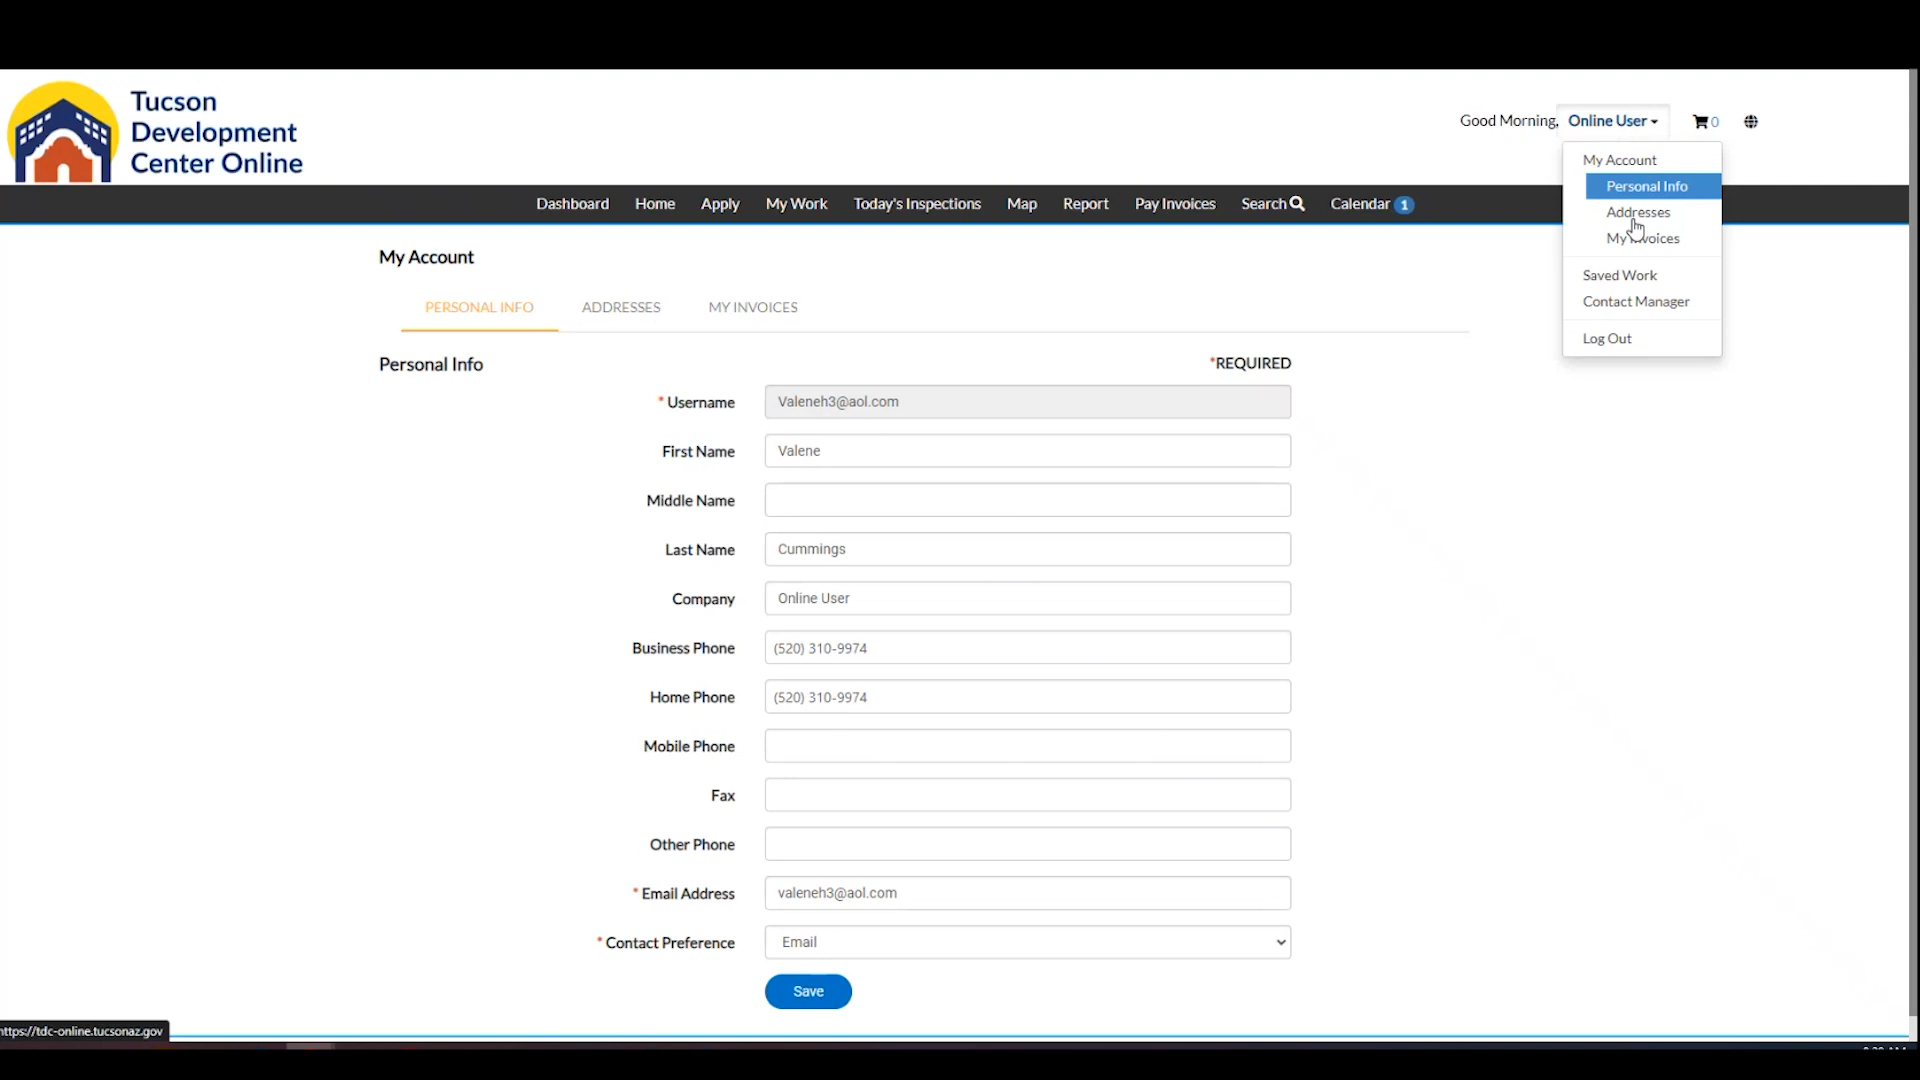 Tucson
Development
Center Online
Good Morning, Online User
0
My Account
Personal Info
Addresses
My Invoices
Saved Work
Contact Manager
Log Out
Dashboard Home Apply My Work Today's Inspections Map Report Pay Invoices Search Calendar 1
My Account
PERSONAL INFO ADDRESSES MY INVOICES
Personal Info *REQUIRED
* Username Valeneh3@aol.com
First Name Valene
Middle Name
Last Name Cummings
Company Online User
Business Phone (520) 310-9974
Home Phone (520) 310-9974
Mobile Phone
Fax
Other Phone
* Email Address valeneh3@aol.com
* Contact Preference Email
Save
https://tdc-online.tucsonaz.gov